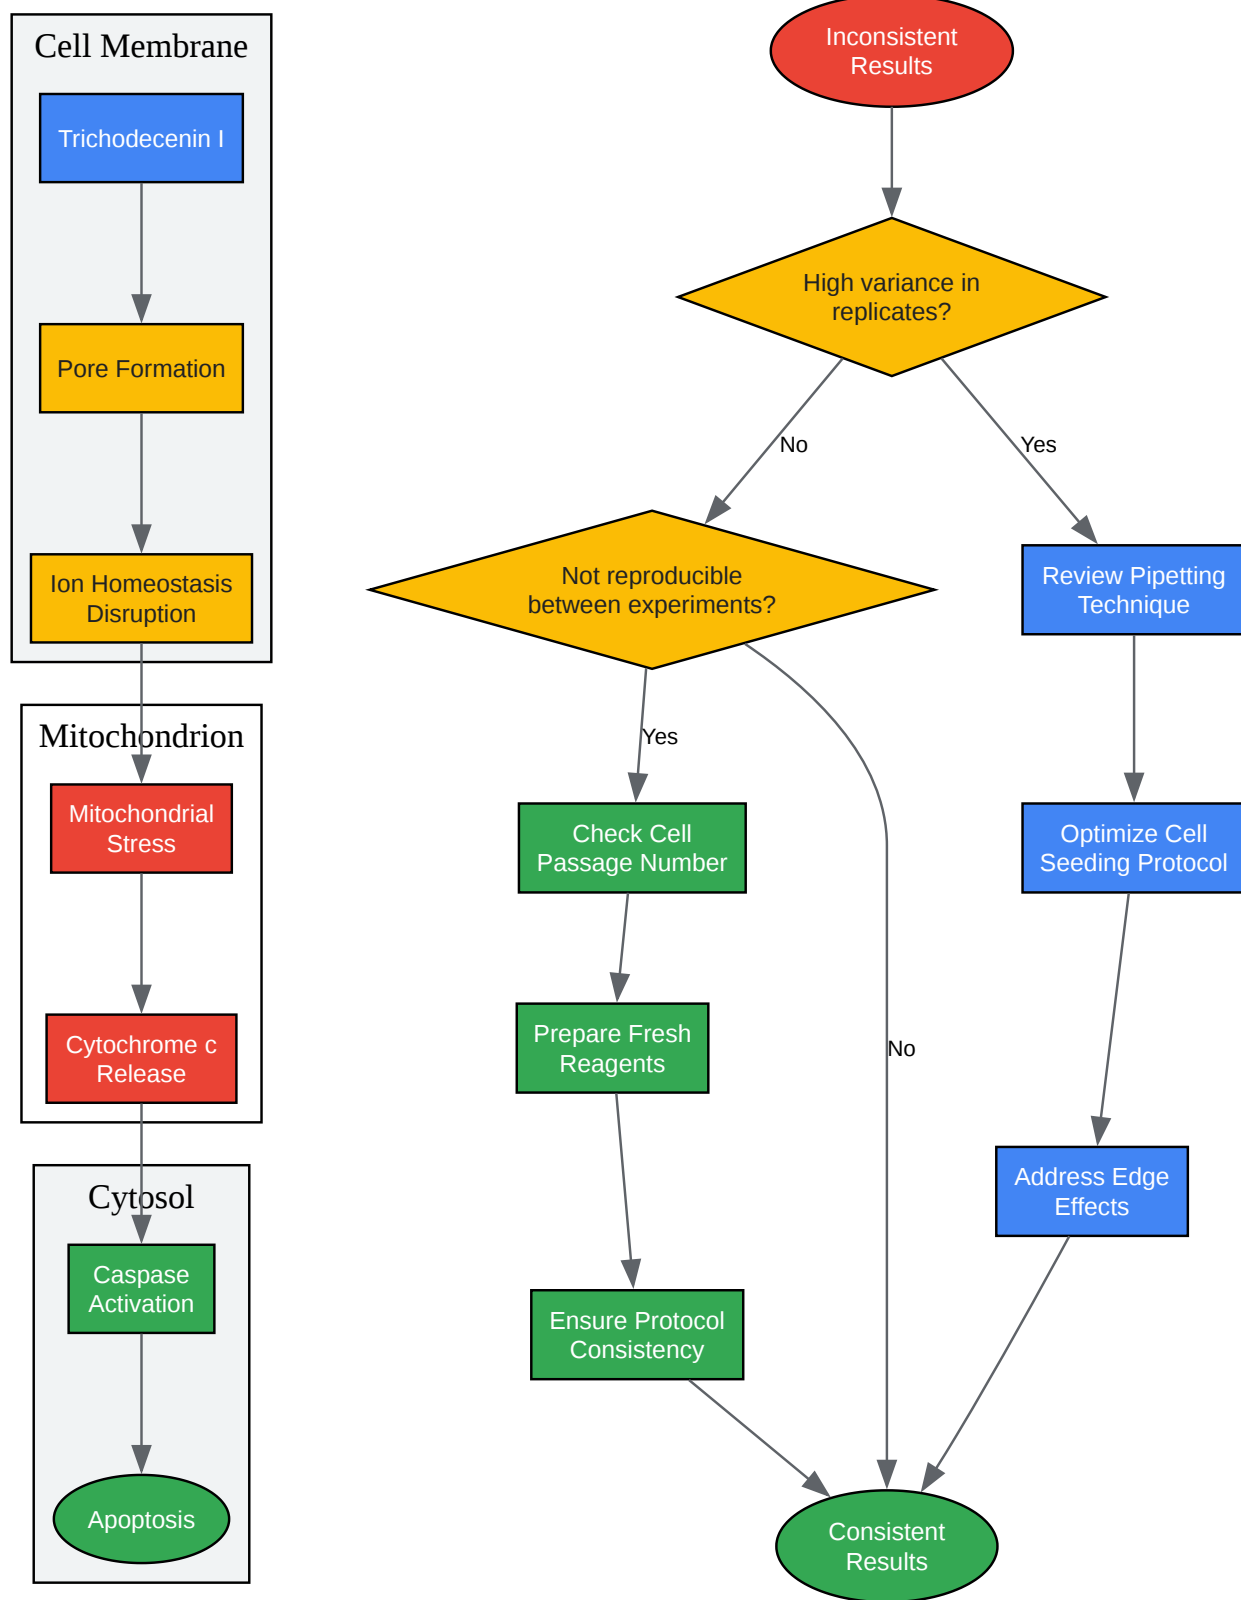 Cell Membrane
Trichodecenin I
Pore Formation
Ion Homeostasis
Disruption
Mitochondrion
Mitochondrial
Stress
Cytochrome c
Release
Cytosol
Caspase
Activation
Apoptosis
Inconsistent
Results
High variance in
replicates?
No
Yes
Not reproducible
between experiments?
Review Pipetting
Technique
Yes
Check Cell
Passage Number
Optimize Cell
Seeding Protocol
Prepare Fresh
Reagents
No
Address Edge
Effects
Ensure Protocol
Consistency
Consistent
Results